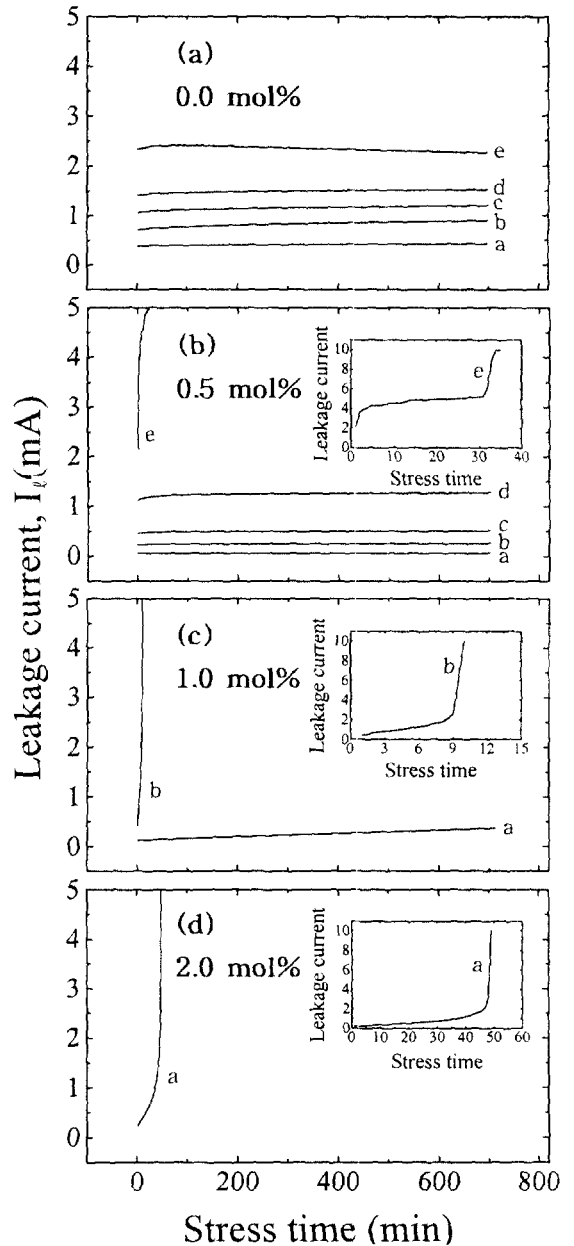 Leakage current, Iℓ(mA)
5
4
3
2
1
0
(a)
0.0 mol%
e
d
c
b
a
5
4
3
2
1
0
(b)
0.5 mol%
e
d
c
b
a
Leakage current
10
8
6
4
2
0
e
0 10 20 30 40
Stress time
5
4
3
2
1
0
(c)
1.0 mol%
b
a
Leakage current
10
8
6
4
2
0
b
3 6 9 12 15
Stress time
5
4
3
2
1
0
(d)
2.0 mol%
a
Leakage current
10
8
6
4
2
0
a
0 10 20 30 40 50 60
Stress time
0 200 400 600 800
Stress time (min)